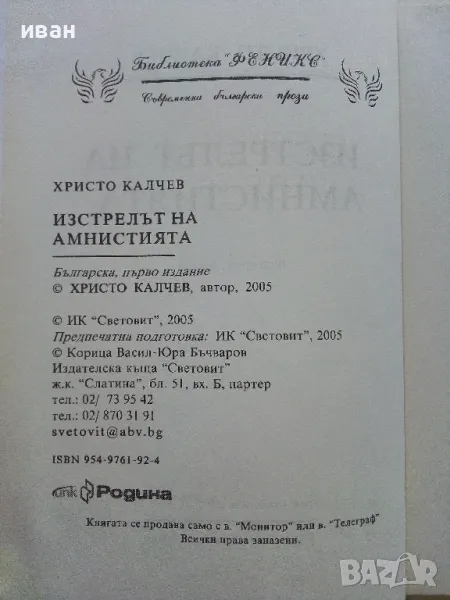 иван
Библиотека "ФЕНИКС"
Съвременна българска проза
ХРИСТО КАЛЧЕВ
ИЗСТРЕЛЪТ НА
АМНИСТИЯТА
Българска, първо издание
© ХРИСТО КАЛЧЕВ, автор, 2005
© ИК "Световит", 2005
Предпечатна подготовка: ИК "Световит", 2005
© Корица Васил-Юра Бъчваров
Издателска къща "Световит"
ж.к. "Слатина", бл. 51, вх. Б, партер
тел.: 02/ 73 95 42
тел.: 02/ 870 31 91
svetovit@abv.bg
ISBN 954-9761-92-4
Родина
Книгата се продава само с в. "Монитор" или в. "Телеграф"
Всички права запазени.
BAZAR